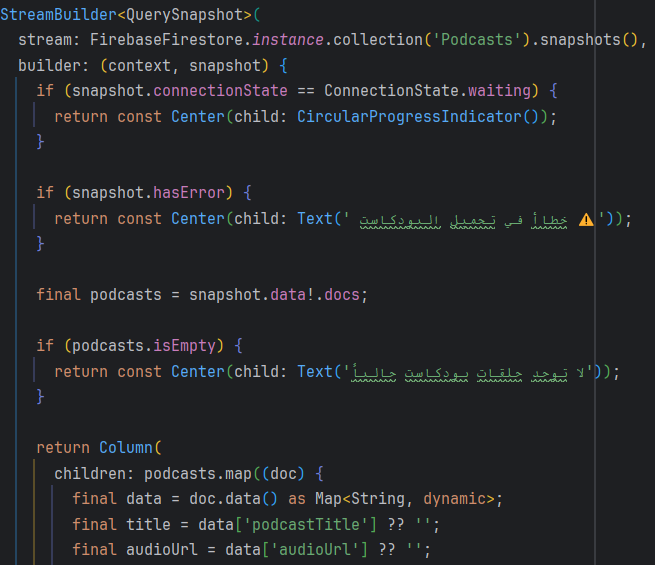 StreamBuilder<QuerySnapshot>(
stream: FirebaseFirestore.instance.collection('Podcasts').snapshots(),
builder: (context, snapshot) {
if (snapshot.connectionState == ConnectionState.waiting) {
return const Center(child: CircularProgressIndicator());
}
if (snapshot.hasError) {
return const Center(child: Text('⚠️ خطأ في تحميل البودكاست '));
}
final podcasts = snapshot.data!.docs;
if (podcasts.isEmpty) {
return const Center(child: Text('لا توجد حلقات بودكاست حالياً'));
}
return Column(
children: podcasts.map((doc) {
final data = doc.data() as Map<String, dynamic>;
final title = data['podcastTitle'] ?? '';
final audioUrl = data['audioUrl'] ?? '';